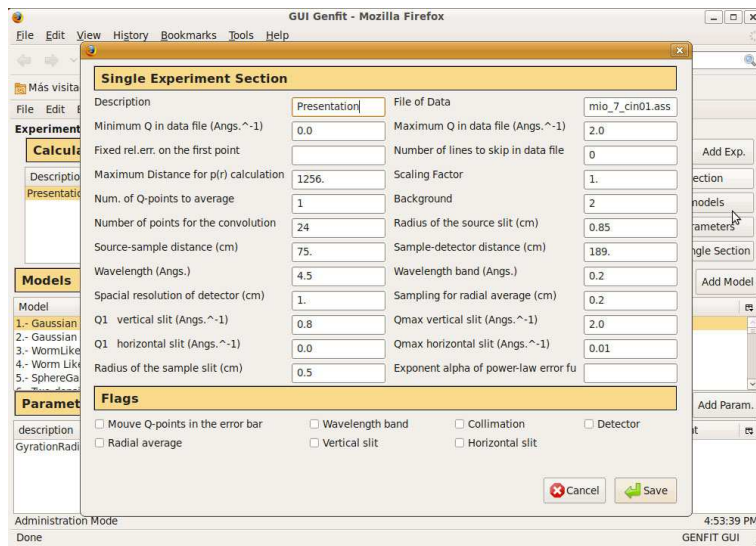 GUI Genfit - Mozilla Firefox
File Edit View History Bookmarks Tools Help
Más visita
File Edit
Experiment
Calcula
Descriptio
Presentatio
Single Experiment Section
Description Presentation File of Data mio_7_cin01.ass
Minimum Q in data file (Angs.^-1) 0.0 Maximum Q in data file (Angs.^-1) 2.0
Fixed rel.err. on the first point Number of lines to skip in data file 0
Maximum Distance for p(r) calculation 1256. Scaling Factor 1.
Num. of Q-points to average 1 Background 2
Number of points for the convolution 24 Radius of the source slit (cm) 0.85
Source-sample distance (cm) 75. Sample-detector distance (cm) 189.
Wavelength (Angs.) 4.5 Wavelength band (Angs.) 0.2
Spacial resolution of detector (cm) 1. Sampling for radial average (cm) 0.2
Q1 vertical slit (Angs.^-1) 0.8 Qmax vertical slit (Angs.^-1) 2.0
Q1 horizontal slit (Angs.^-1) 0.0 Qmax horizontal slit (Angs.^-1) 0.01
Radius of the sample slit (cm) 0.5 Exponent alpha of power-law error fu
Flags
Mouve Q-points in the error bar Wavelength band Collimation Detector
Radial average Vertical slit Horizontal slit
Cancel Save
Add Exp.
ection
models
rameters
ngle Section
Models Add Model
Model
1.- Gaussian
2.- Gaussian
3.- WormLike
4.- Worm Like
5.- SphereGa
Paramet Add Param.
description
GyrationRadi
Administration Mode 4:53:39 PM
Done GENFIT GUI